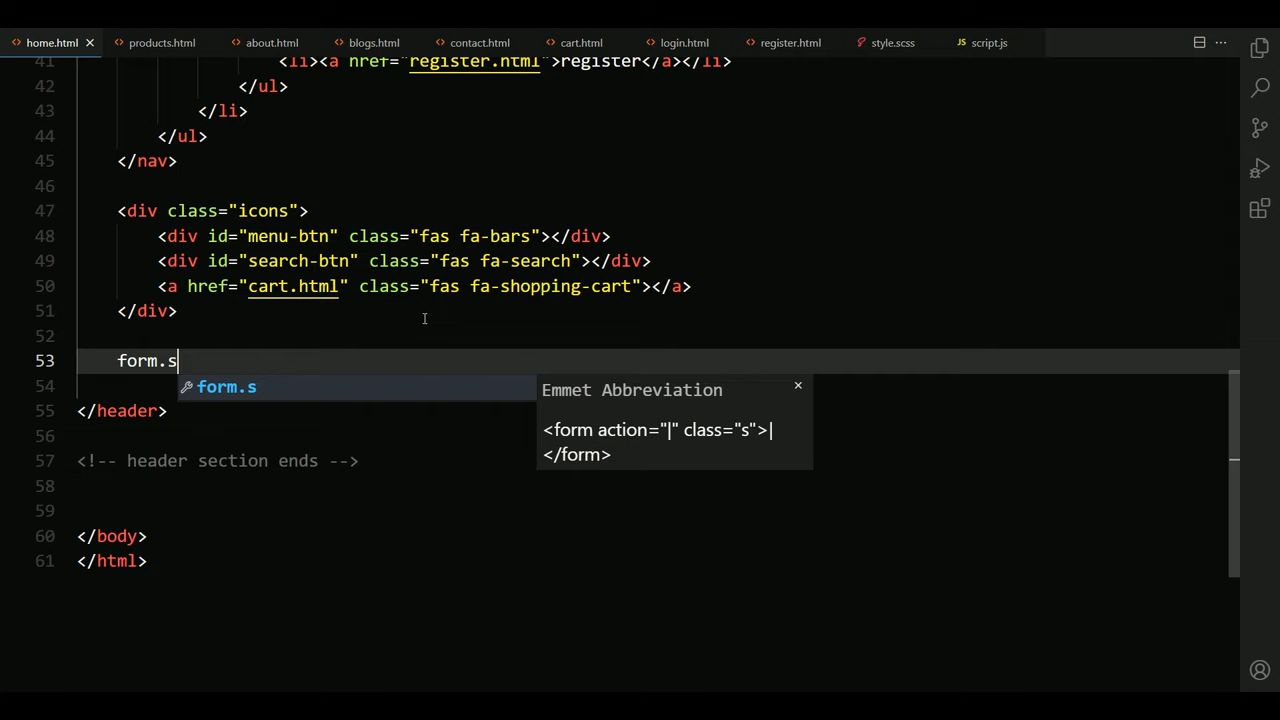 home.html
products.html
about.html
blogs.html
contact.html
cart.html
login.html
register.html
style.scss
JS script.js
41 <li><a href="register.html">register</a></li>
42 </ul>
43 </li>
44 </ul>
45 </nav>
46
47 <div class="icons">
48 <div id="menu-btn" class="fas fa-bars"></div>
49 <div id="search-btn" class="fas fa-search"></div>
50 <a href="cart.html" class="fas fa-shopping-cart"></a>
51 </div>
52
53 form.s
form.s
Emmet Abbreviation
<form action="|" class="s">|
</form>
54
55 </header>
56
57 <!-- header section ends -->
58
59
60 </body>
61 </html>